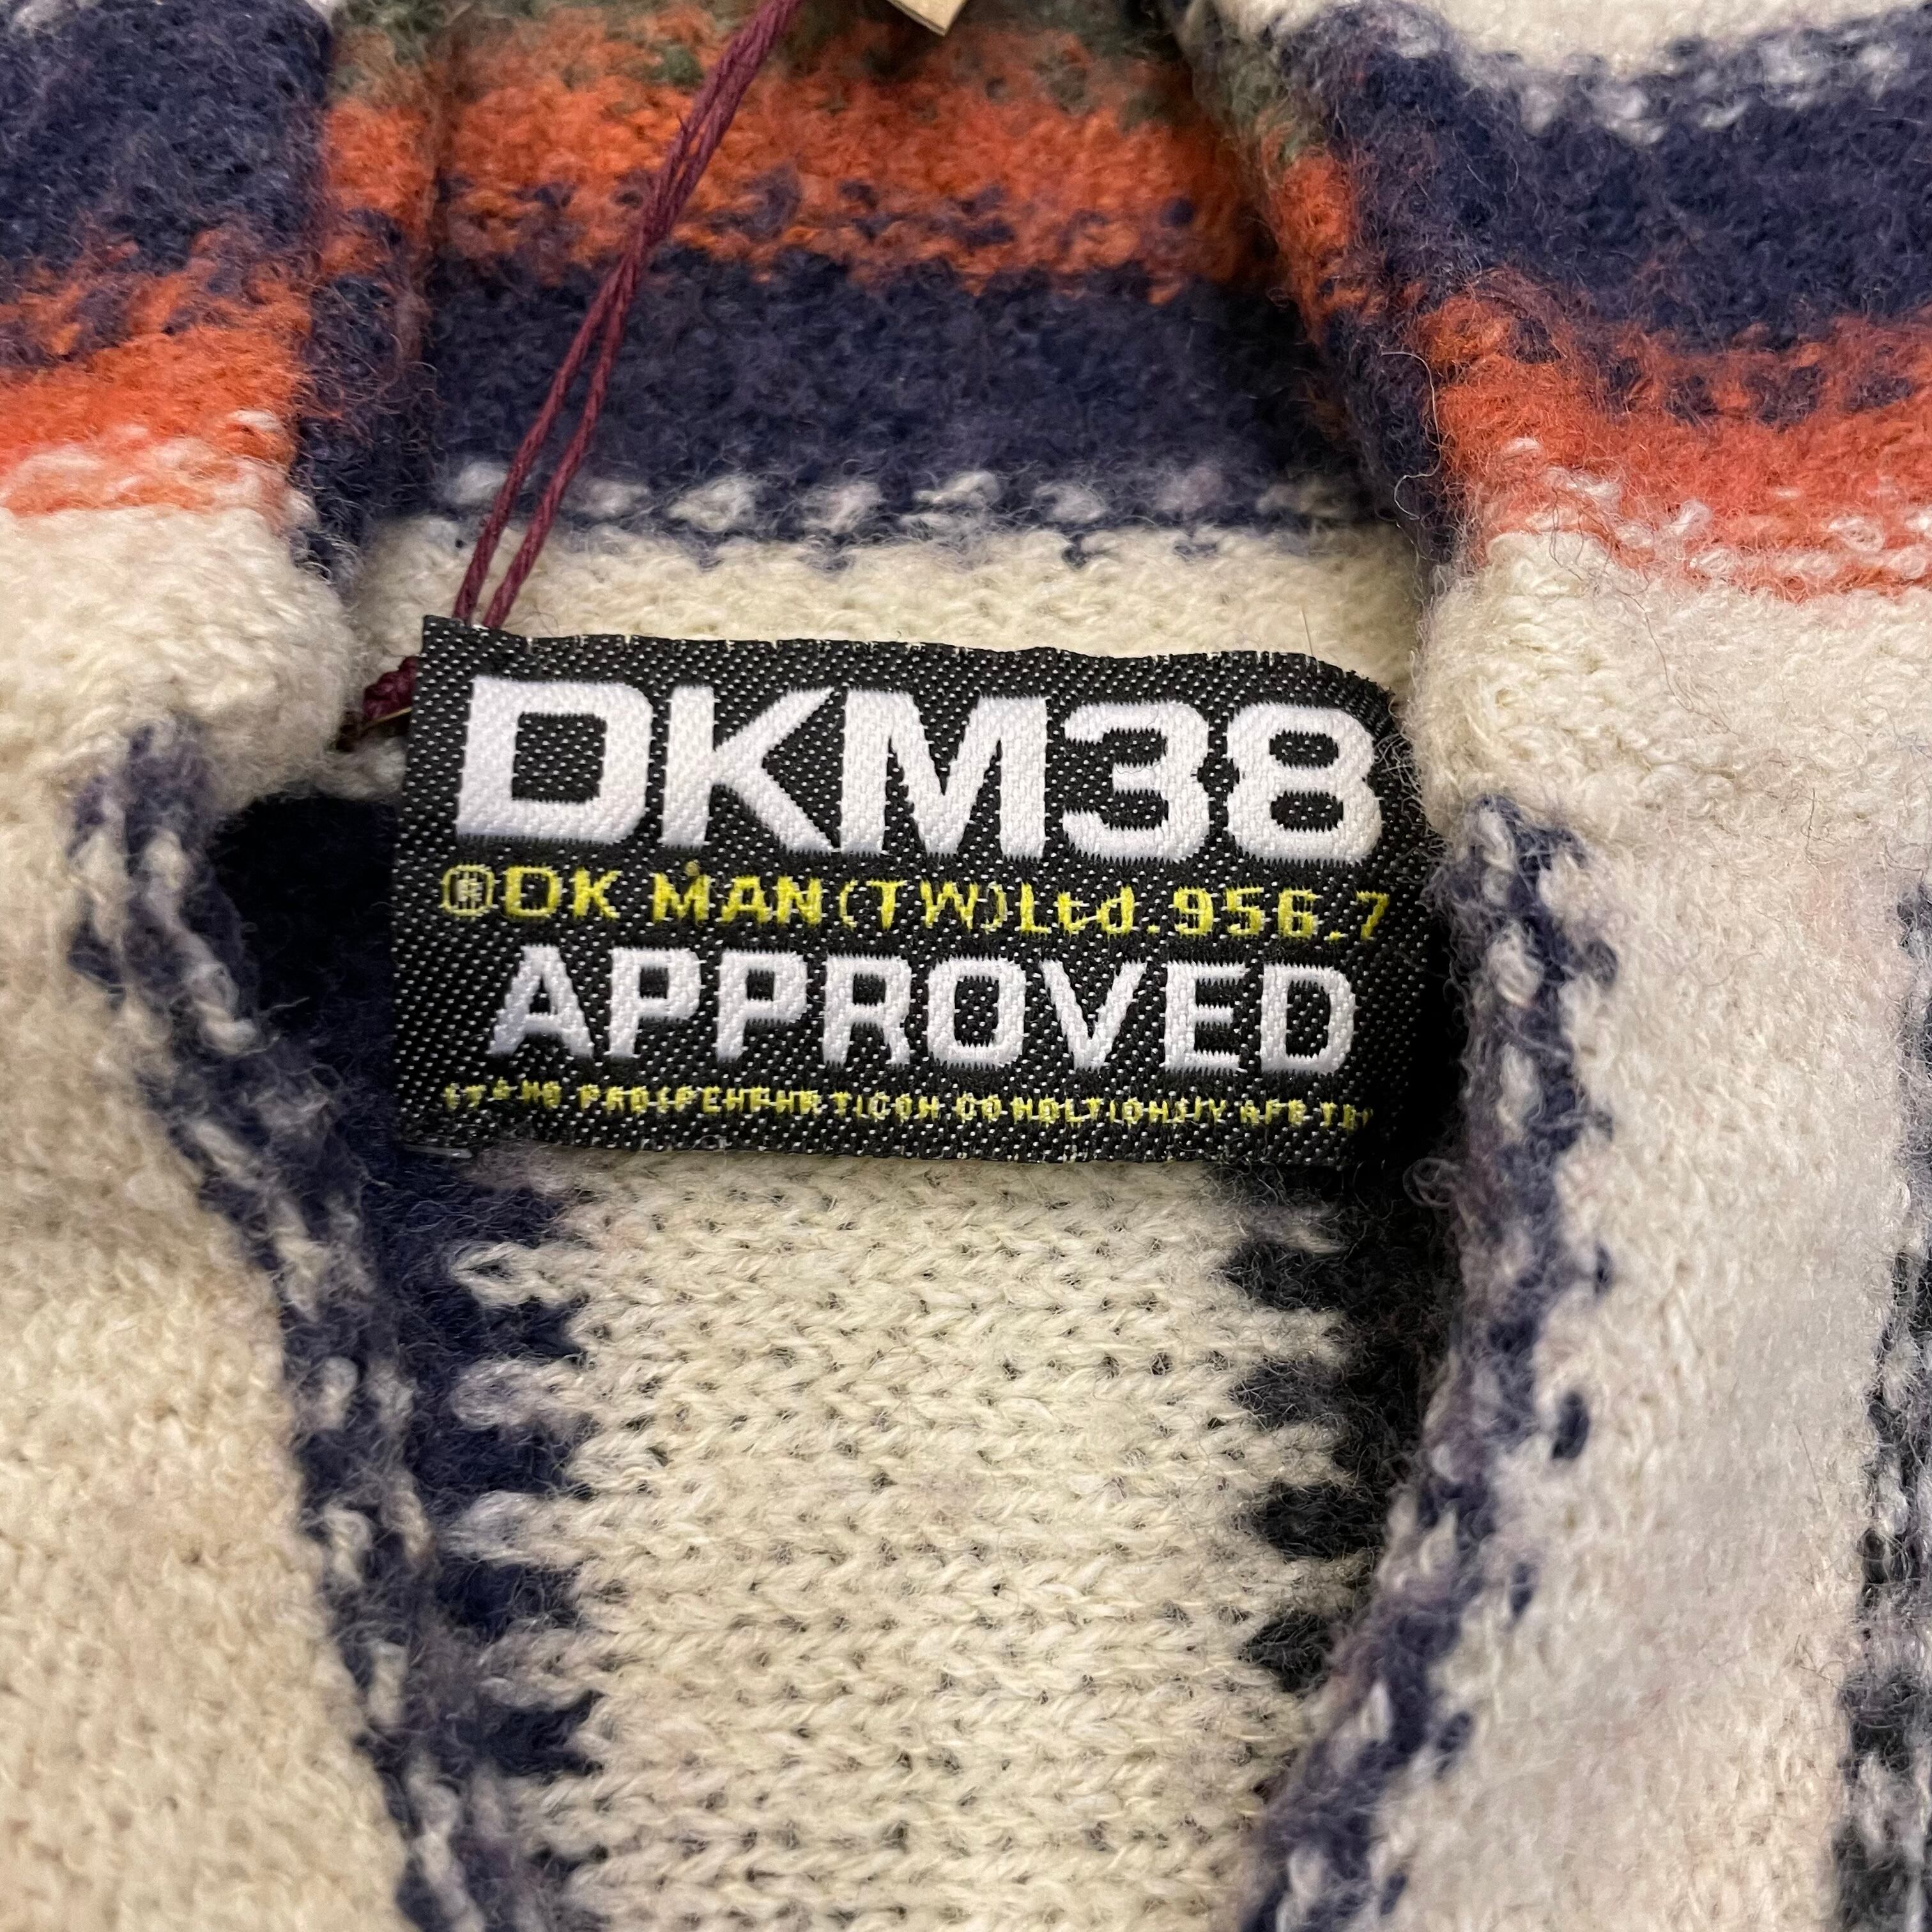 DKM38
®DK MAN(TW)Ltd.956.7
APPROVED